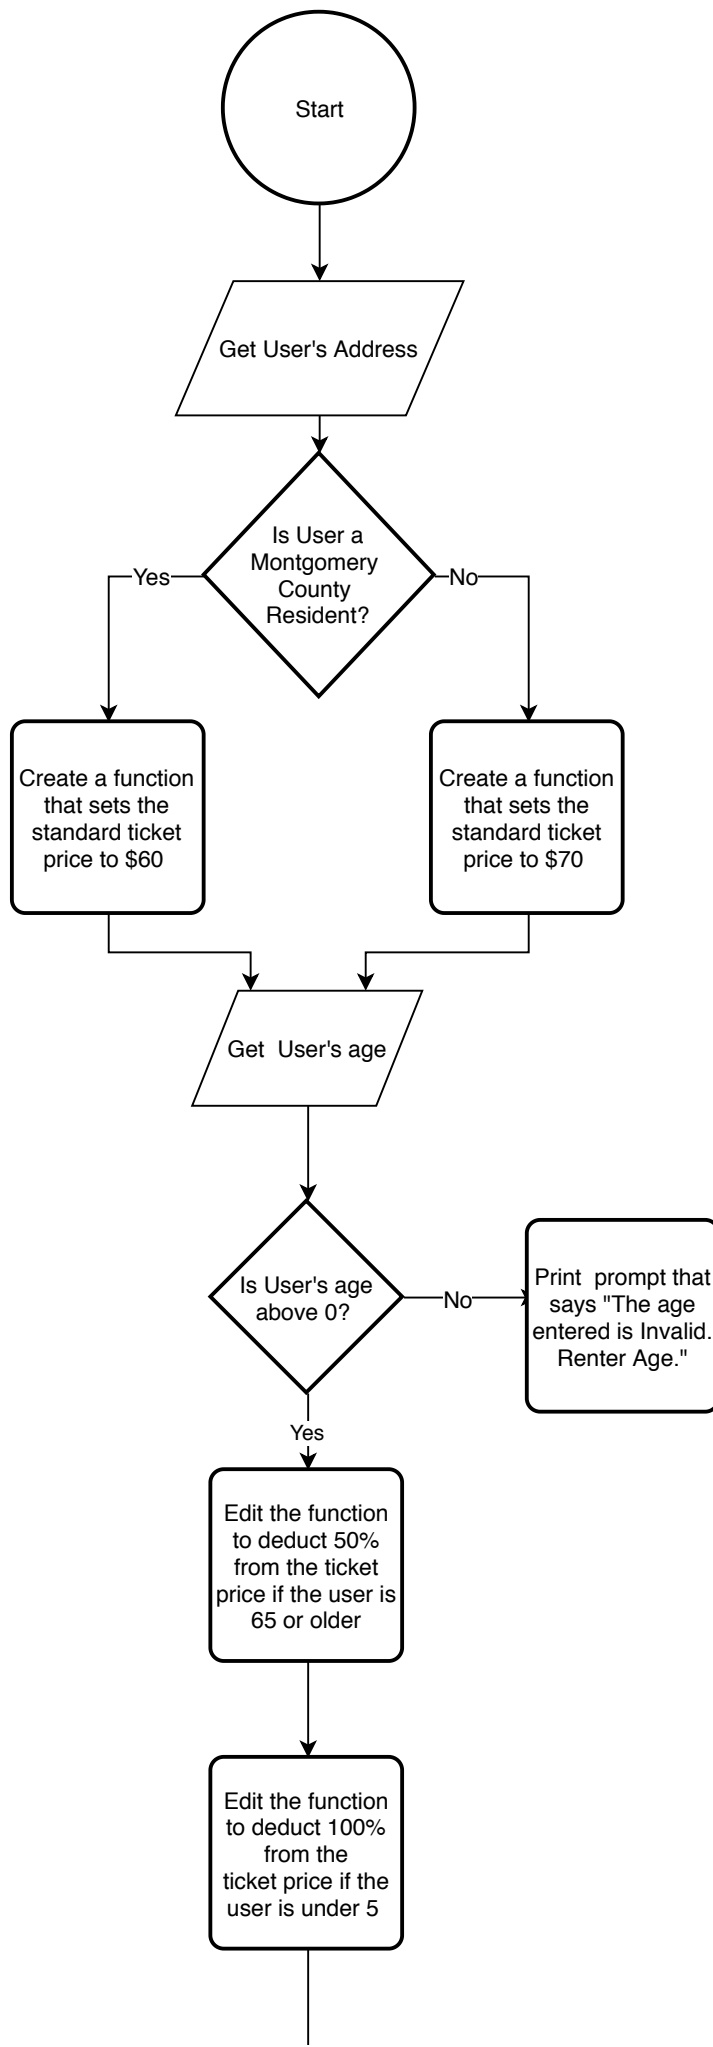 Start
Get User's Address
Is User a
Montgomery
County
Resident?
Yes
No
Create a function
that sets the
standard ticket
price to $60
Create a function
that sets the
standard ticket
price to $70
Get  User's age
Is User's age
above 0?
No
Print  prompt that
says "The age
entered is Invalid.
Renter Age."
Yes
Edit the function
to deduct 50%
from the ticket
price if the user is
65 or older
Edit the function
to deduct 100%
from the
ticket price if the
user is under 5